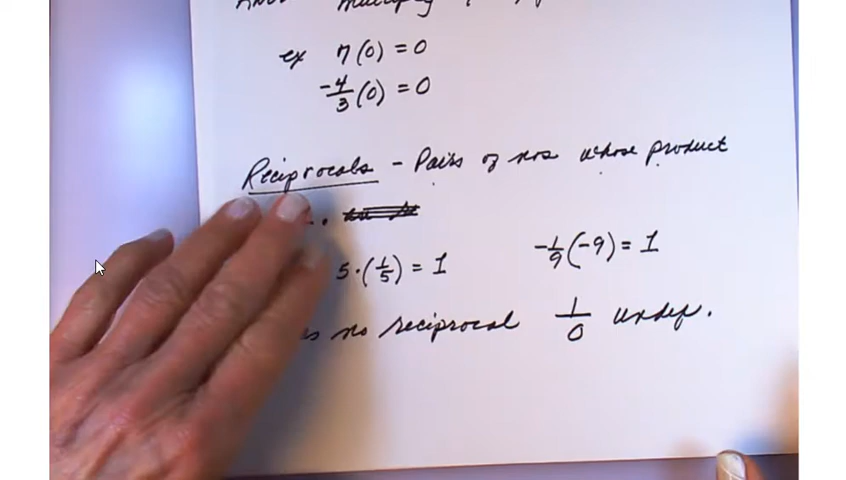 Multiply
ex 7(0) = 0
-4/3 (0) = 0
Reciprocals - Pairs of nos whose product
5·(1/5) = 1 -1/9(-9) = 1
no reciprocal 1/0 undef.